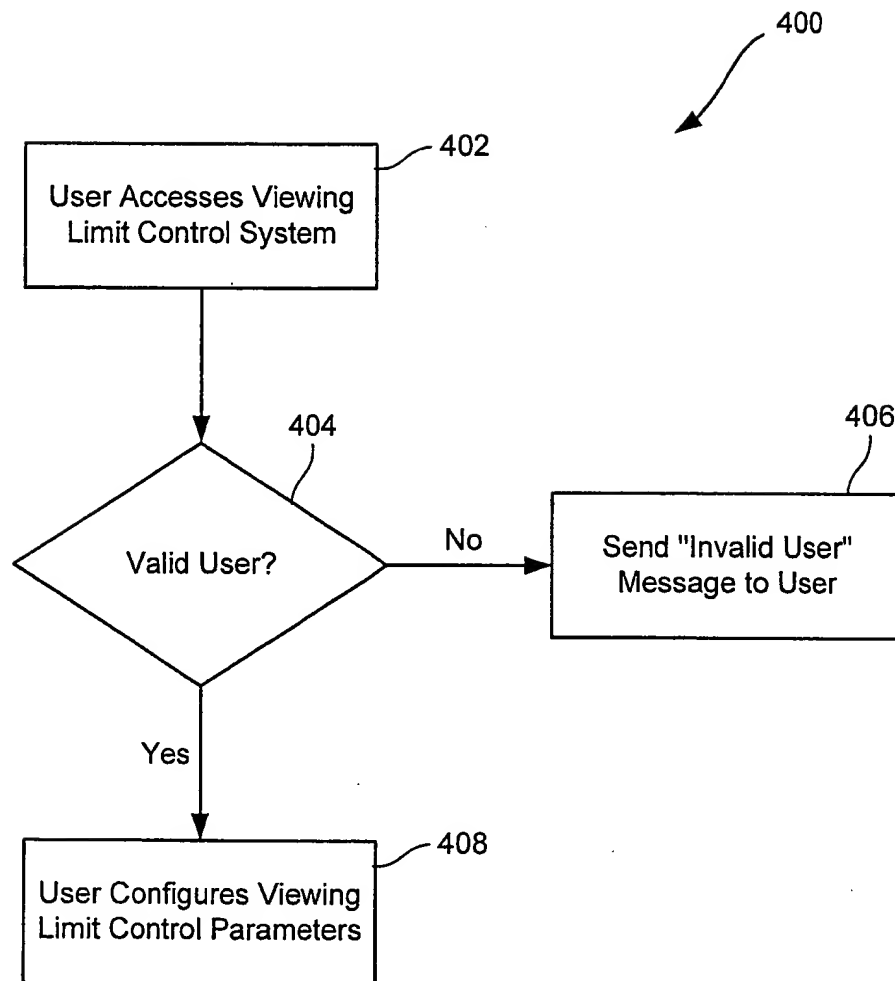 400
402
User Accesses Viewing
Limit Control System
404
Valid User?
No
406
Send "Invalid User"
Message to User
Yes
408
User Configures Viewing
Limit Control Parameters